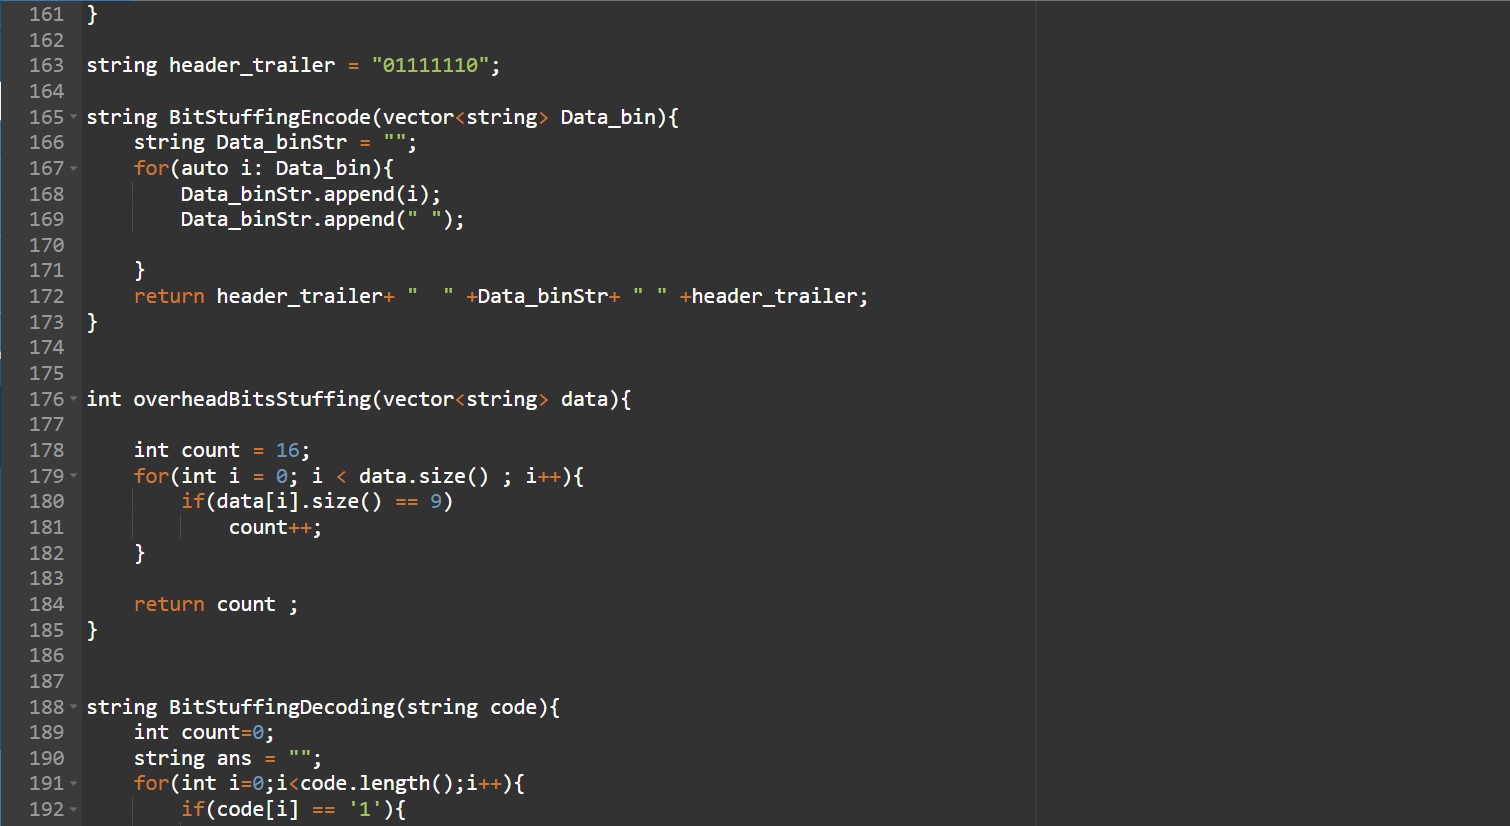 161 }
162
163 string header_trailer = "01111110";
164
165 string BitStuffingEncode(vector<string> Data_bin){
166     string Data_binStr = "";
167     for(auto i: Data_bin){
168         Data_binStr.append(i);
169         Data_binStr.append(" ");
170
171     }
172     return header_trailer+ "  " +Data_binStr+ " " +header_trailer;
173 }
174
175
176 int overheadBitsStuffing(vector<string> data){
177
178     int count = 16;
179     for(int i = 0; i < data.size() ; i++){
180         if(data[i].size() == 9)
181             count++;
182     }
183
184     return count ;
185 }
186
187
188 string BitStuffingDecoding(string code){
189     int count=0;
190     string ans = "";
191     for(int i=0;i<code.length();i++){
192         if(code[i] == '1'){